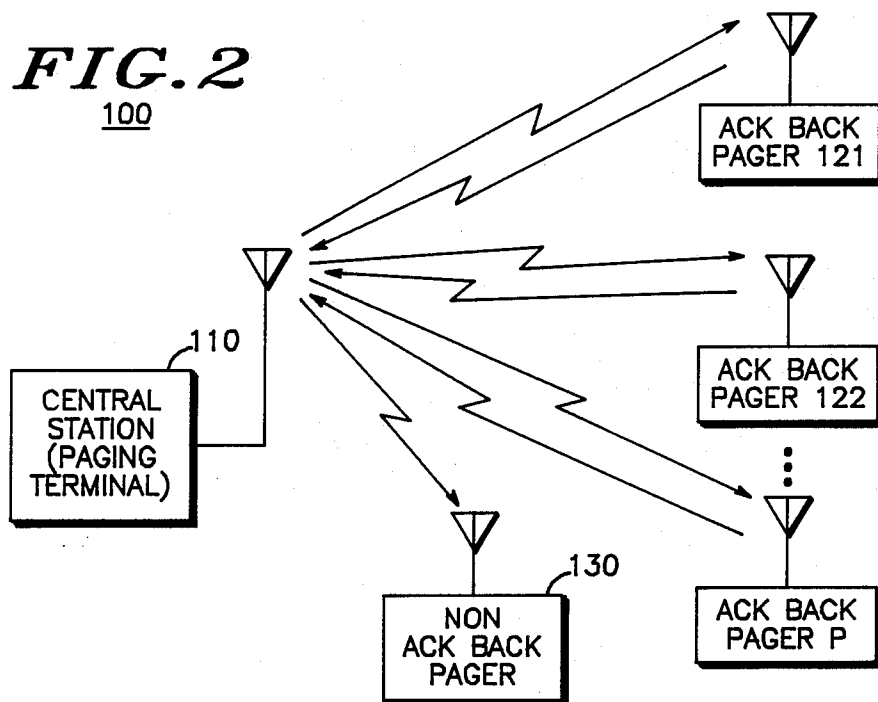 FIG.2
100
ACK BACK
PAGER 121
110
CENTRAL
STATION
(PAGING
TERMINAL)
ACK BACK
PAGER 122
130
NON
ACK BACK
PAGER
ACK BACK
PAGER P